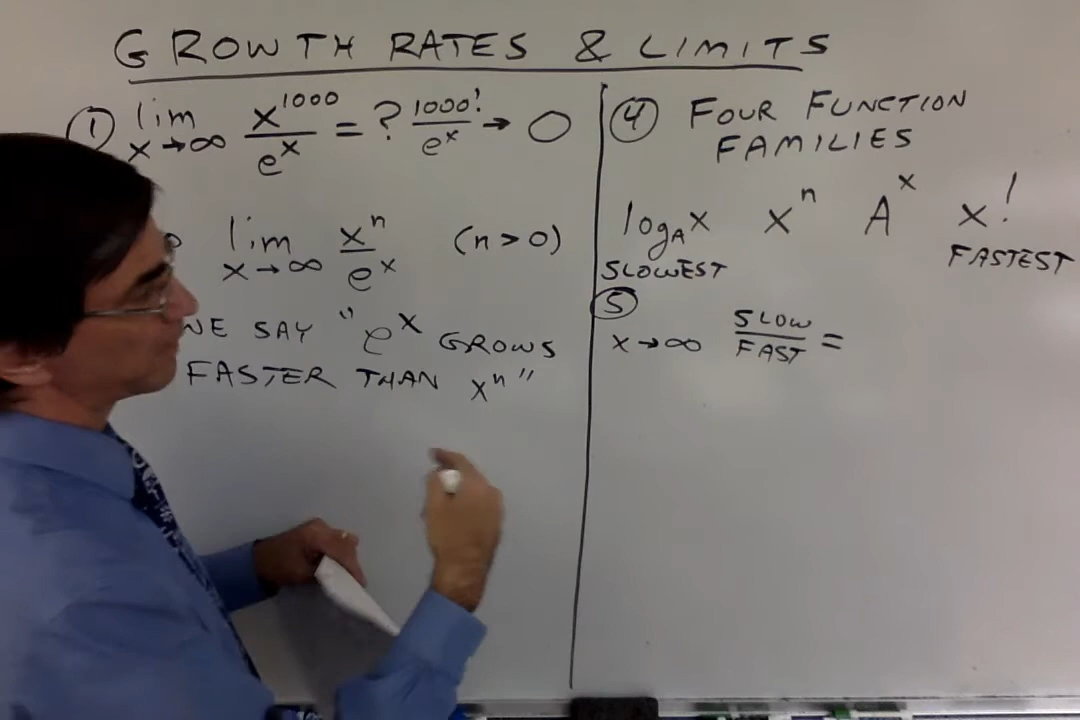 GROWTH RATES & LIMITS
① lim x→∞ x^1000 / e^x = ? 1000! / e^x → 0
lim x→∞ x^n / e^x (n>0)
WE SAY "e^x GROWS
FASTER THAN x^n"
④ FOUR FUNCTION
FAMILIES
log_A x x^n A^x x!
SLOWEST FASTEST
⑤
x→∞ SLOW / FAST =